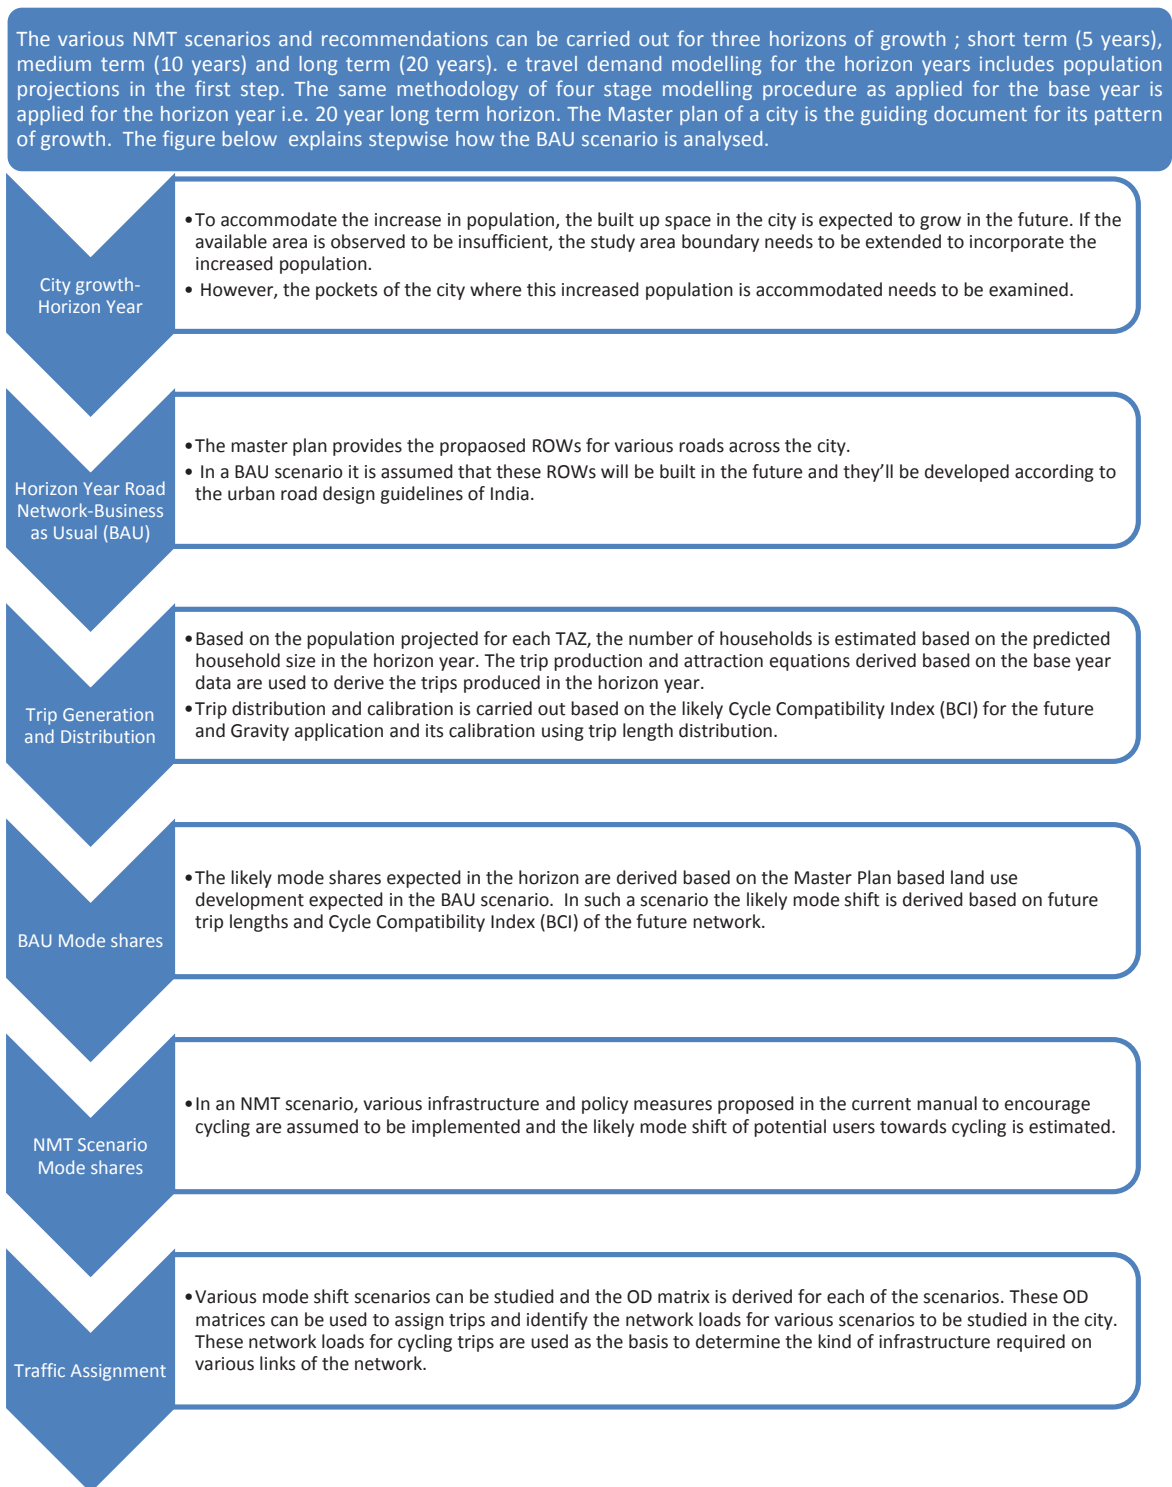 The various NMT scenarios and recommendations can be carried out for three horizons of growth ; short term (5 years),
medium term (10 years) and long term (20 years). e travel demand modelling for the horizon years includes population
projections in the first step. The same methodology of four stage modelling procedure as applied for the base year is
applied for the horizon year i.e. 20 year long term horizon. The Master plan of a city is the guiding document for its pattern
of growth. The figure below explains stepwise how the BAU scenario is analysed.
City growth-
Horizon Year
•To accommodate the increase in population, the built up space in the city is expected to grow in the future. If the
available area is observed to be insufficient, the study area boundary needs to be extended to incorporate the
increased population.
• However, the pockets of the city where this increased population is accommodated needs to be examined.
Horizon Year Road
Network-Business
as Usual (BAU)
•The master plan provides the propaosed ROWs for various roads across the city.
• In a BAU scenario it is assumed that these ROWs will be built in the future and they'll be developed according to
the urban road design guidelines of India.
Trip Generation
and Distribution
•Based on the population projected for each TAZ, the number of households is estimated based on the predicted
household size in the horizon year. The trip production and attraction equations derived based on the base year
data are used to derive the trips produced in the horizon year.
•Trip distribution and calibration is carried out based on the likely Cycle Compatibility Index (BCI) for the future
and Gravity application and its calibration using trip length distribution.
BAU Mode shares
•The likely mode shares expected in the horizon are derived based on the Master Plan based land use
development expected in the BAU scenario. In such a scenario the likely mode shift is derived based on future
trip lengths and Cycle Compatibility Index (BCI) of the future network.
NMT Scenario
Mode shares
•In an NMT scenario, various infrastructure and policy measures proposed in the current manual to encourage
cycling are assumed to be implemented and the likely mode shift of potential users towards cycling is estimated.
Traffic Assignment
•Various mode shift scenarios can be studied and the OD matrix is derived for each of the scenarios. These OD
matrices can be used to assign trips and identify the network loads for various scenarios to be studied in the city.
These network loads for cycling trips are used as the basis to determine the kind of infrastructure required on
various links of the network.